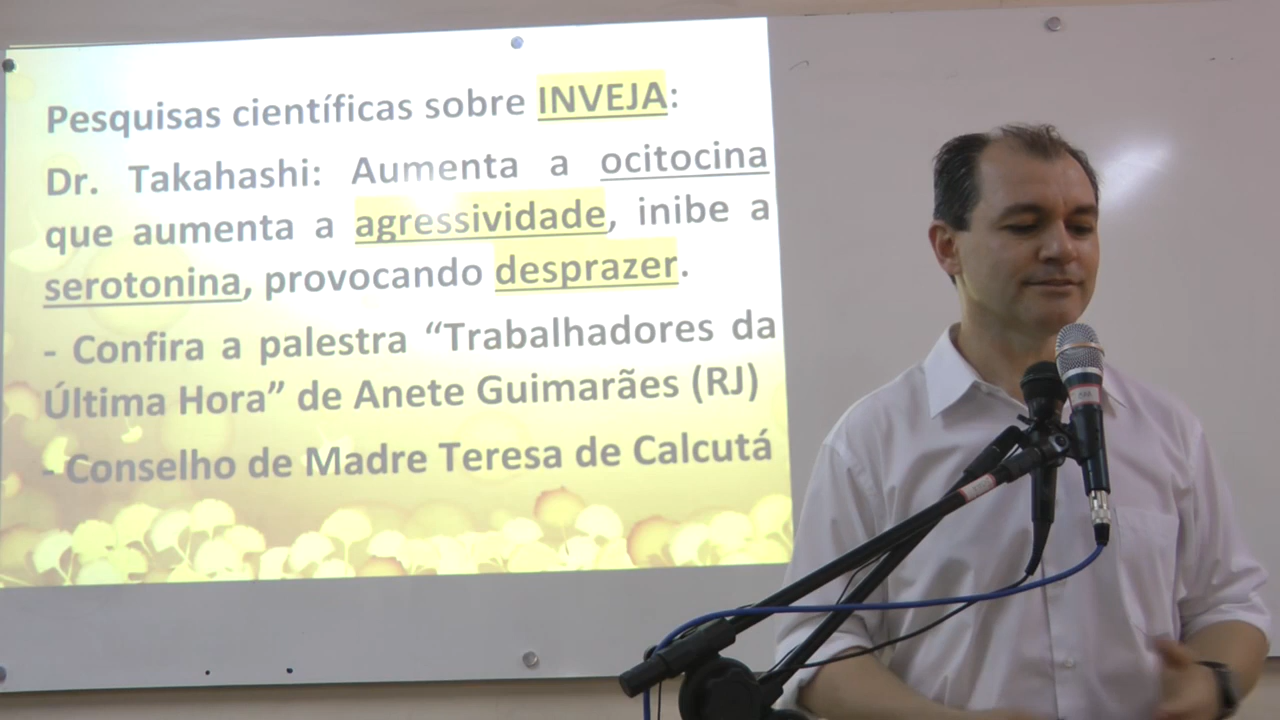 Pesquisas científicas sobre INVEJA:
Dr. Takahashi: Aumenta a ocitocina
que aumenta a agressividade, inibe a
serotonina, provocando desprazer.
- Confira a palestra “Trabalhadores da
Última Hora” de Anete Guimarães (RJ)
- Conselho de Madre Teresa de Calcutá